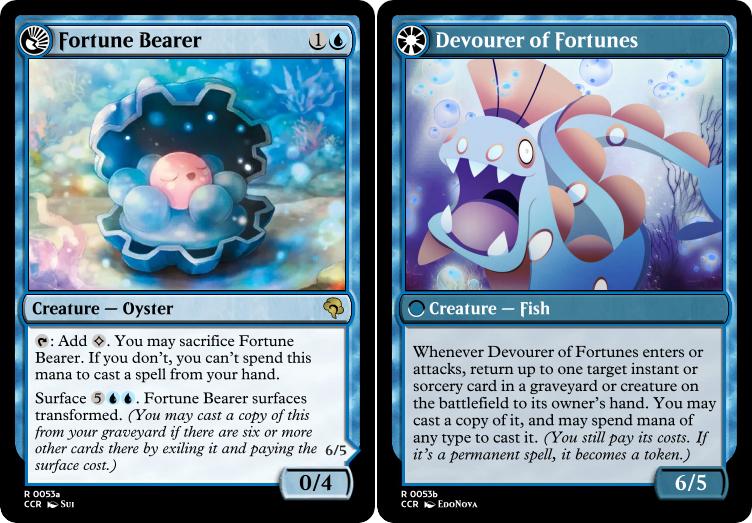 Fortune Bearer
1
Creature — Oyster
: Add . You may sacrifice Fortune
Bearer. If you don't, you can't spend this
mana to cast a spell from your hand.
Surface 5 . Fortune Bearer surfaces
transformed. (You may cast a copy of this
from your graveyard if there are six or more
other cards there by exiling it and paying the
surface cost.)
6/5
0/4
R 0053a
CCR Sui
Devourer of Fortunes
Creature — Fish
Whenever Devourer of Fortunes enters or
attacks, return up to one target instant or
sorcery card in a graveyard or creature on
the battlefield to its owner's hand. You may
cast a copy of it, and may spend mana of
any type to cast it. (You still pay its costs. If
it's a permanent spell, it becomes a token.)
6/5
R 0053b
CCR EdoNova